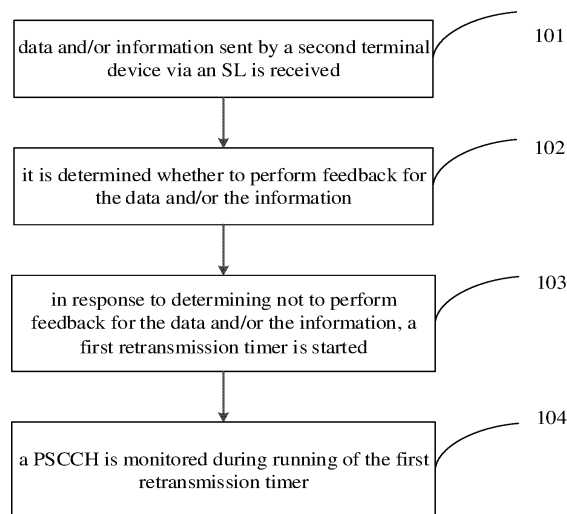 data and/or information sent by a second terminal
device via an SL is received
101
it is determined whether to perform feedback for
the data and/or the information
102
in response to determining not to perform
feedback for the data and/or the information, a
first retransmission timer is started
103
a PSCCH is monitored during running of the first
retransmission timer
104